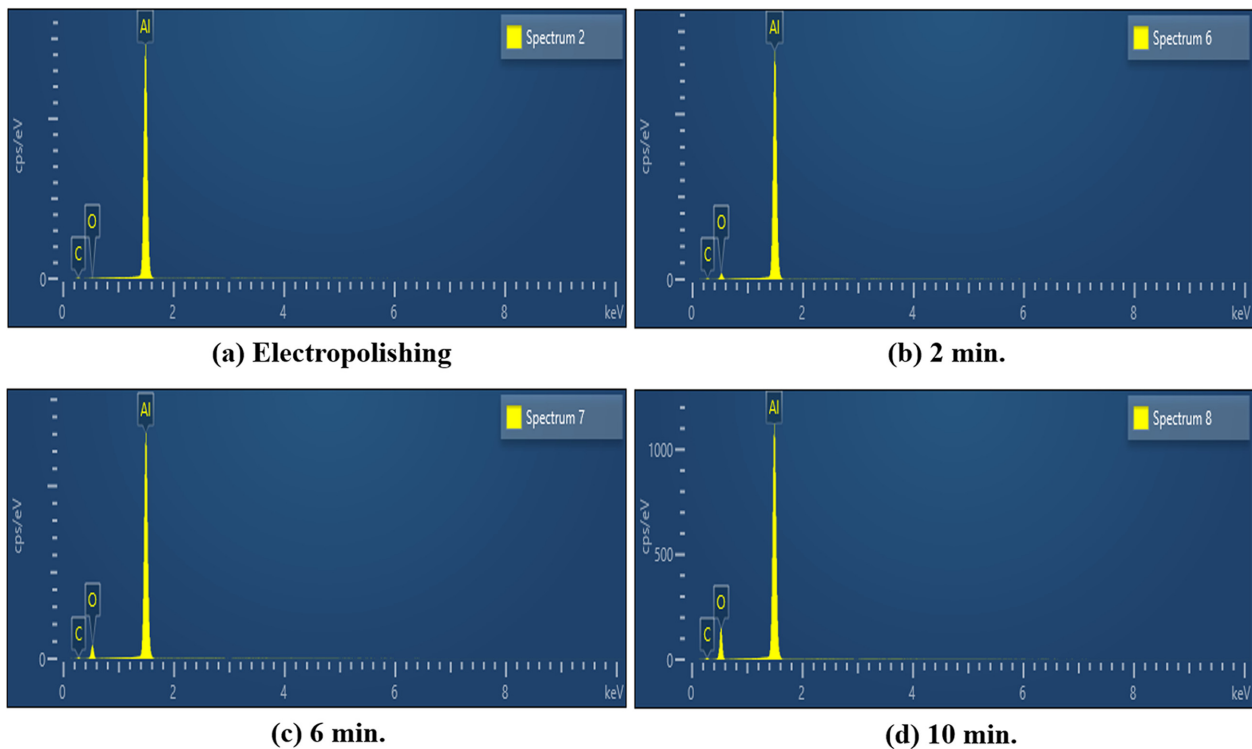 Al
Spectrum 2
cps/eV
O
C
0
0 2 4 6 8 keV
(a) Electropolishing
Al
Spectrum 6
O
C
0
0 2 4 6 8 keV
(b) 2 min.
Al
Spectrum 7
cps/eV
O
C
0
0 2 4 6 8 keV
(c) 6 min.
Al
Spectrum 8
1000
cps/eV
500
O
C
0
0 2 4 6 8 keV
(d) 10 min.